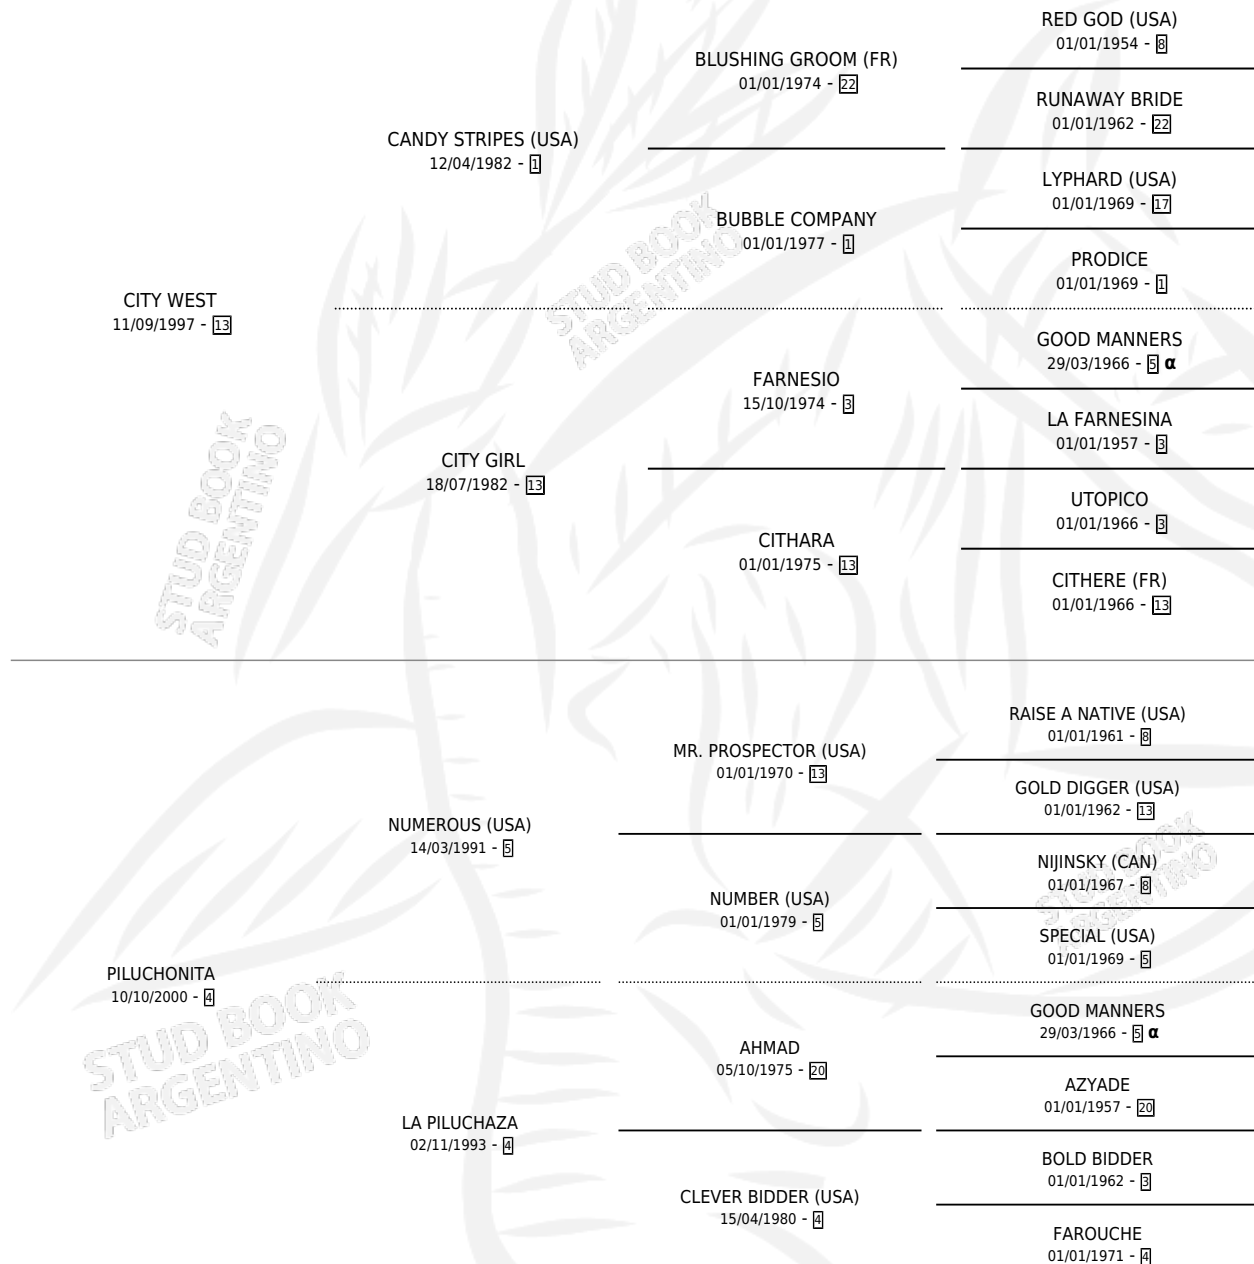 RED GOD (USA)
01/01/1954 - 8
BLUSHING GROOM (FR)
01/01/1974 - 22
RUNAWAY BRIDE
01/01/1962 - 22
CANDY STRIPES (USA)
12/04/1982 - 1
LYPHARD (USA)
01/01/1969 - 17
BUBBLE COMPANY
01/01/1977 - 1
PRODICE
01/01/1969 - 1
CITY WEST
11/09/1997 - 13
GOOD MANNERS
29/03/1966 - 5 α
FARNESIO
15/10/1974 - 3
LA FARNESINA
01/01/1957 - 3
CITY GIRL
18/07/1982 - 13
UTOPICO
01/01/1966 - 3
CITHARA
01/01/1975 - 13
CITHERE (FR)
01/01/1966 - 13
RAISE A NATIVE (USA)
01/01/1961 - 8
MR. PROSPECTOR (USA)
01/01/1970 - 13
GOLD DIGGER (USA)
01/01/1962 - 13
NUMEROUS (USA)
14/03/1991 - 5
NIJINSKY (CAN)
01/01/1967 - 8
NUMBER (USA)
01/01/1979 - 5
SPECIAL (USA)
01/01/1969 - 5
PILUCHONITA
10/10/2000 - 4
GOOD MANNERS
29/03/1966 - 5 α
AHMAD
05/10/1975 - 20
AZYADE
01/01/1957 - 20
LA PILUCHAZA
02/11/1993 - 4
BOLD BIDDER
01/01/1962 - 3
CLEVER BIDDER (USA)
15/04/1980 - 4
FAROUCHE
01/01/1971 - 4
STUD BOOK
ARGENTINO
STUD BOOK
ARGENTINO
STUD BOOK
ARGENTINO
STUD BOOK
ARGENTINO